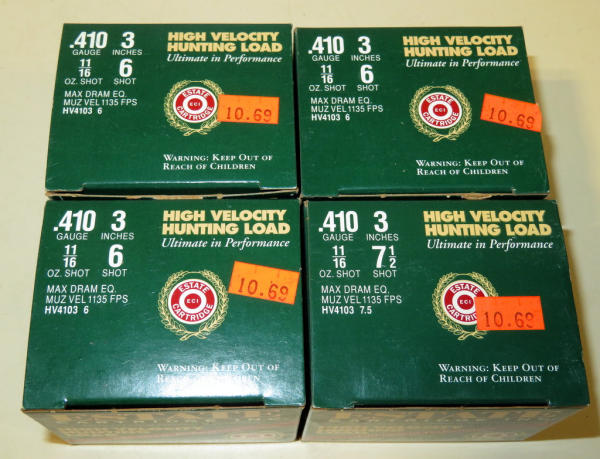 .410 3
GAUGE INCHES
11/16 6
OZ. SHOT SHOT
MAX DRAM EQ.
MUZ VEL 1135 FPS
HV4103 6
HIGH VELOCITY
HUNTING LOAD
Ultimate in Performance
ESTATE
ECI
CARTRIDGE
10.69
WARNING: KEEP OUT OF
REACH OF CHILDREN
.410 3
GAUGE INCHES
11/16 6
OZ. SHOT SHOT
MAX DRAM EQ.
MUZ VEL 1135 FPS
HV4103 6
HIGH VELOCITY
HUNTING LOAD
Ultimate in Performance
ESTATE
ECI
CARTRIDGE
10.69
WARNING: KEEP OUT OF
REACH OF CHILDREN
.410 3
GAUGE INCHES
11/16 6
OZ. SHOT SHOT
MAX DRAM EQ.
MUZ VEL 1135 FPS
HV4103 6
HIGH VELOCITY
HUNTING LOAD
Ultimate in Performance
ESTATE
ECI
CARTRIDGE
10.69
WARNING: KEEP OUT OF
REACH OF CHILDREN
.410 3
GAUGE INCHES
11/16 7 1/2
OZ. SHOT SHOT
MAX DRAM EQ.
MUZ VEL 1135 FPS
HV4103 7.5
HIGH VELOCITY
HUNTING LOAD
Ultimate in Performance
ESTATE
ECI
CARTRIDGE
10.69
WARNING: KEEP OUT OF
REACH OF CHILDREN